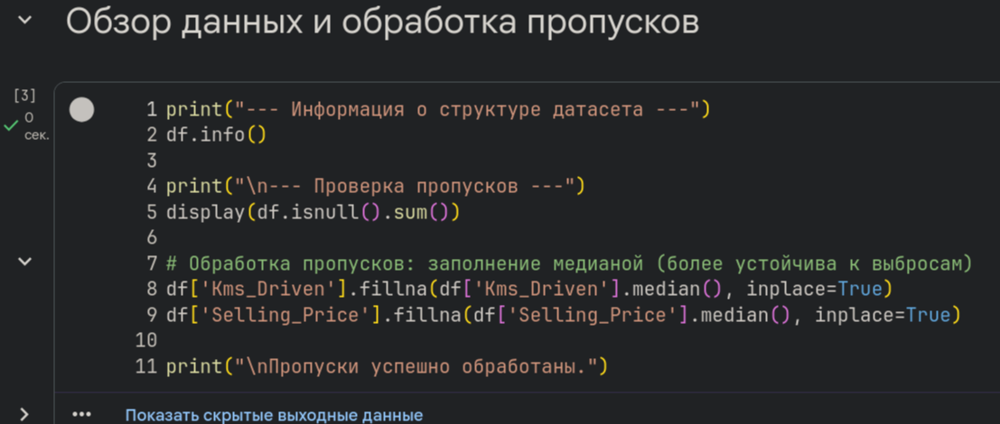 Обзор данных и обработка пропусков
[3]
0
сек.
1 print("--- Информация о структуре датасета ---")
2 df.info()
3
4 print("\n--- Проверка пропусков ---")
5 display(df.isnull().sum())
6
7 # Обработка пропусков: заполнение медианой (более устойчива к выбросам)
8 df['Kms_Driven'].fillna(df['Kms_Driven'].median(), inplace=True)
9 df['Selling_Price'].fillna(df['Selling_Price'].median(), inplace=True)
10
11 print("\nПропуски успешно обработаны.")
Показать скрытые выходные данные